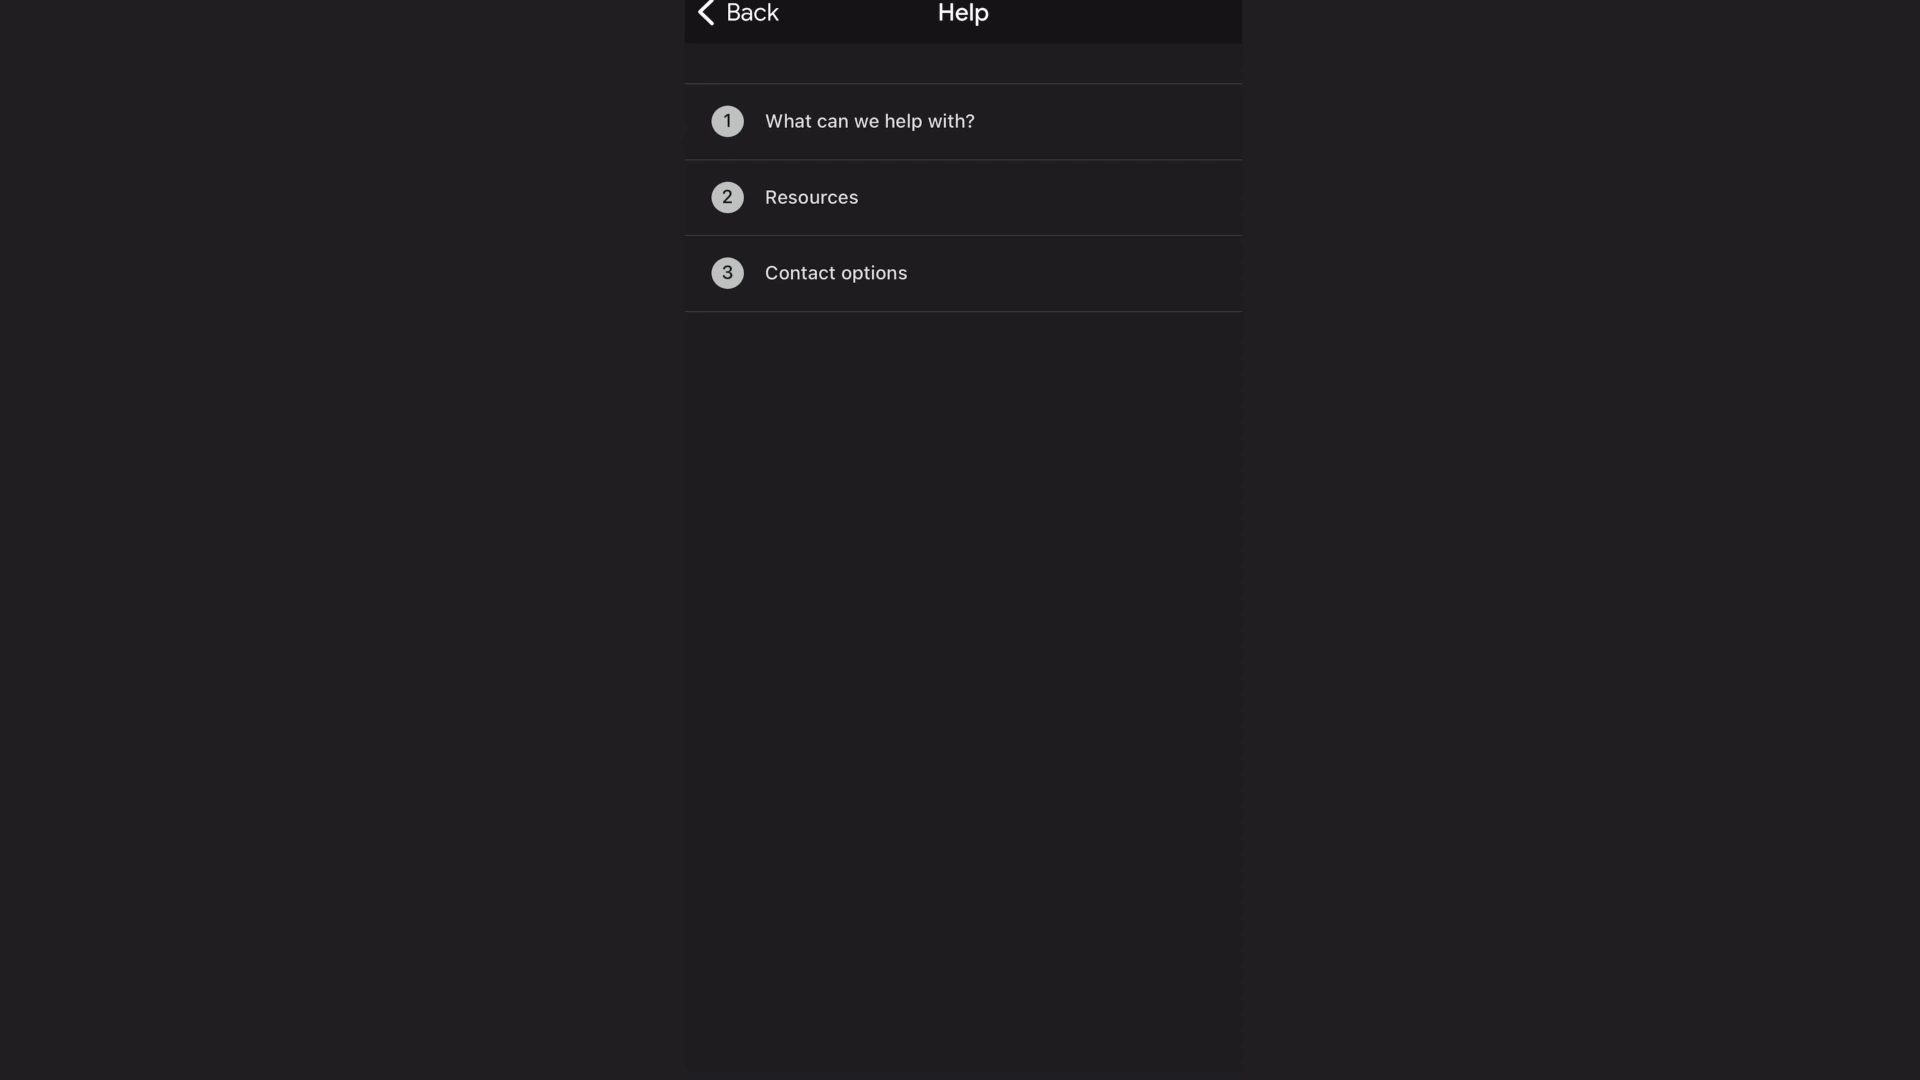 Back
Help
1 What can we help with?
2 Resources
3 Contact options